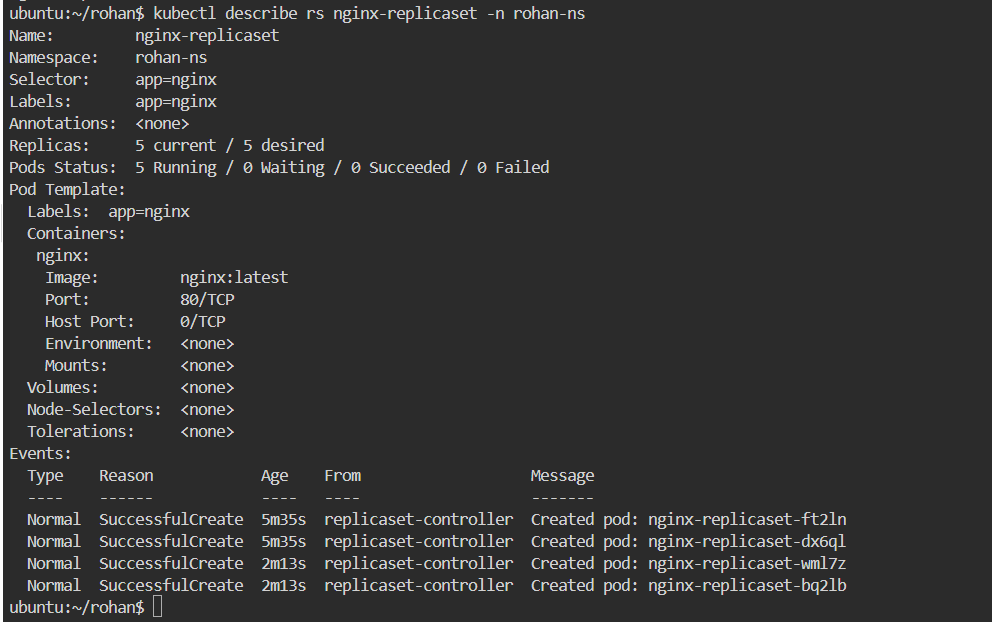 ubuntu:~/rohan$ kubectl describe rs nginx-replicaset -n rohan-ns
Name:         nginx-replicaset
Namespace:    rohan-ns
Selector:     app=nginx
Labels:       app=nginx
Annotations:  <none>
Replicas:     5 current / 5 desired
Pods Status:  5 Running / 0 Waiting / 0 Succeeded / 0 Failed
Pod Template:
  Labels:  app=nginx
  Containers:
   nginx:
    Image:         nginx:latest
    Port:          80/TCP
    Host Port:     0/TCP
    Environment:   <none>
    Mounts:        <none>
  Volumes:         <none>
  Node-Selectors:  <none>
  Tolerations:     <none>
Events:
  Type    Reason            Age    From                   Message
  ----    ------            ----   ----                   -------
  Normal  SuccessfulCreate  5m35s  replicaset-controller  Created pod: nginx-replicaset-ft2ln
  Normal  SuccessfulCreate  5m35s  replicaset-controller  Created pod: nginx-replicaset-dx6ql
  Normal  SuccessfulCreate  2m13s  replicaset-controller  Created pod: nginx-replicaset-wml7z
  Normal  SuccessfulCreate  2m13s  replicaset-controller  Created pod: nginx-replicaset-bq2lb
ubuntu:~/rohan$